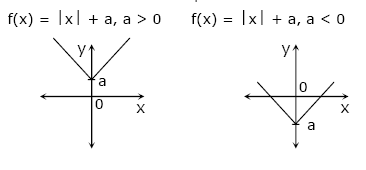 f(x) = |x| + a, a > 0
f(x) = |x| + a, a < 0
y
a
0
x
y
0
x
a